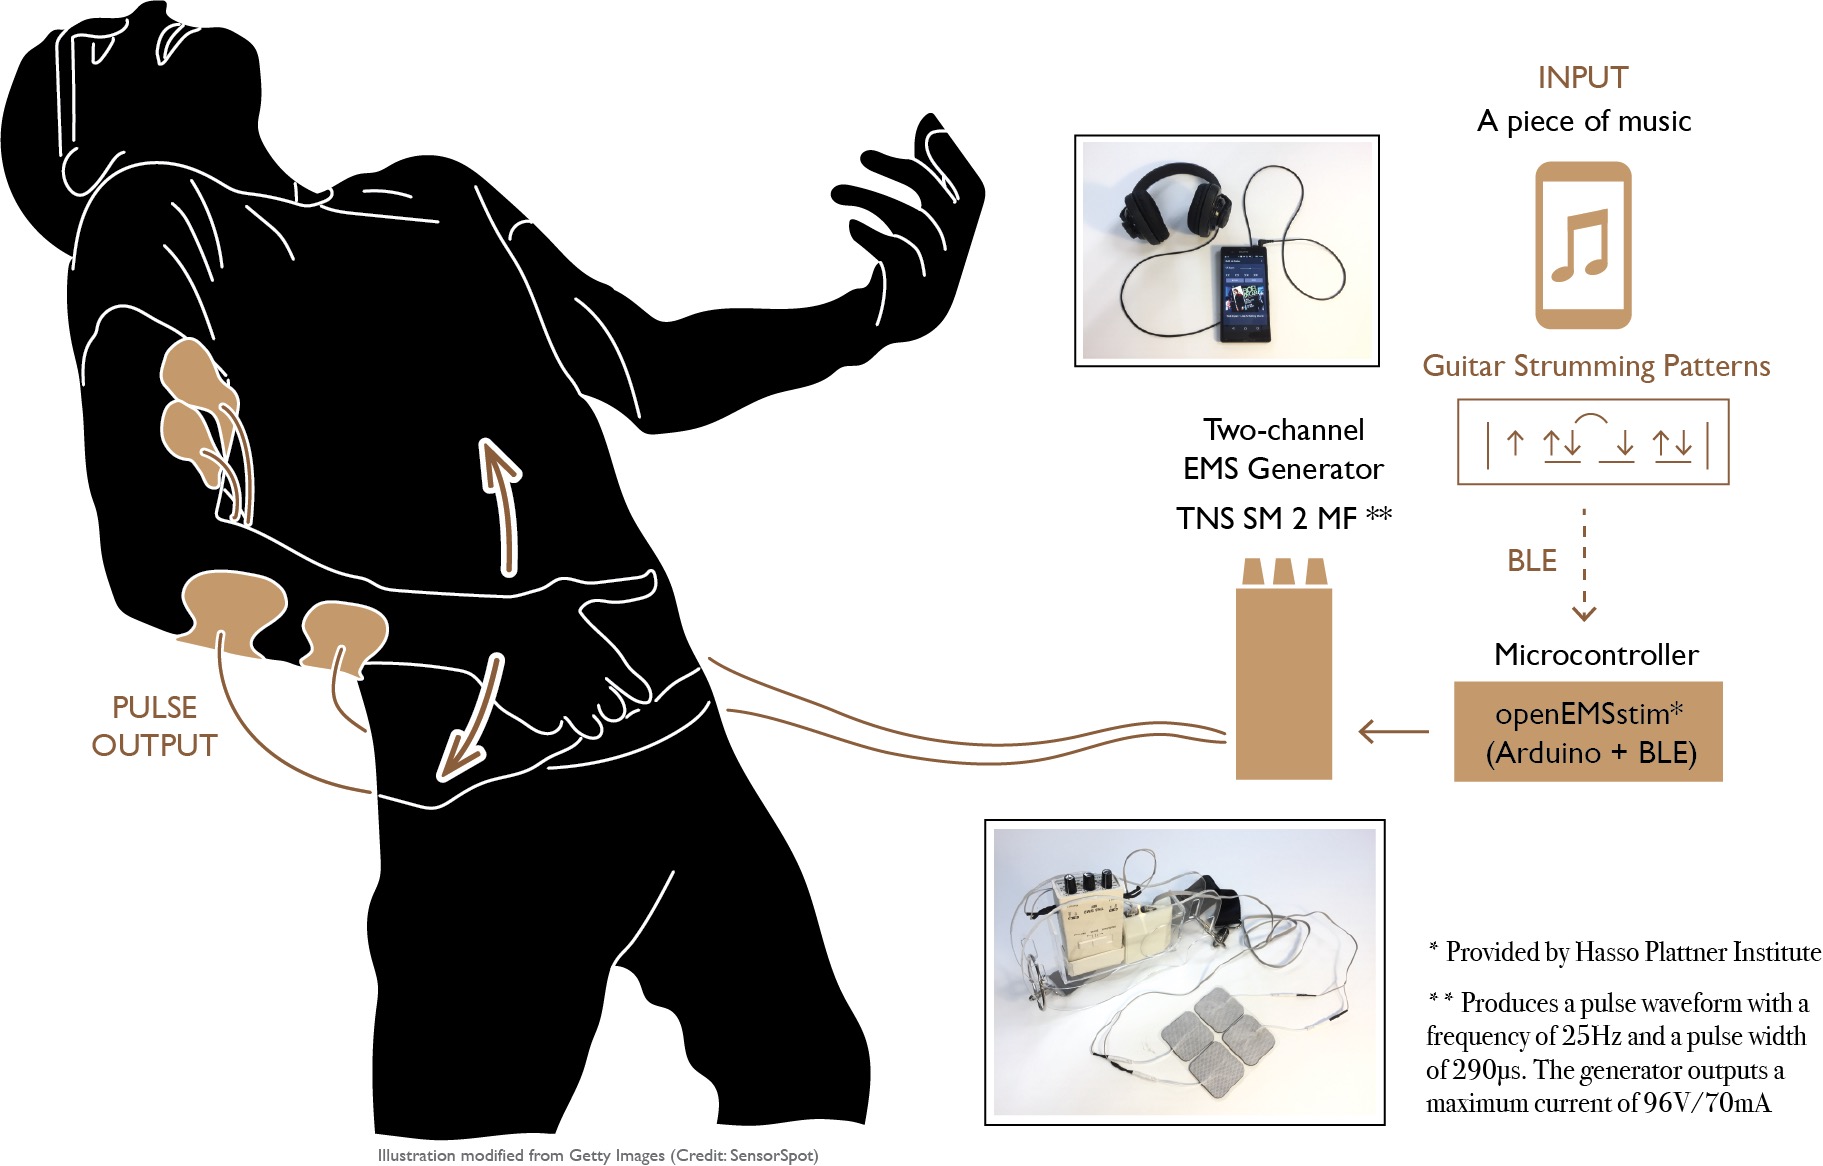 INPUT
A piece of music
Guitar Strumming Patterns
Two-channel
EMS Generator
TNS SM 2 MF **
BLE
Microcontroller
openEMSstim*
(Arduino + BLE)
PULSE
OUTPUT
* Provided by Hasso Plattner Institute
** Produces a pulse waveform with a
frequency of 25Hz and a pulse width
of 290µs. The generator outputs a
maximum current of 96V/70mA
Illustration modified from Getty Images (Credit: SensorSpot)